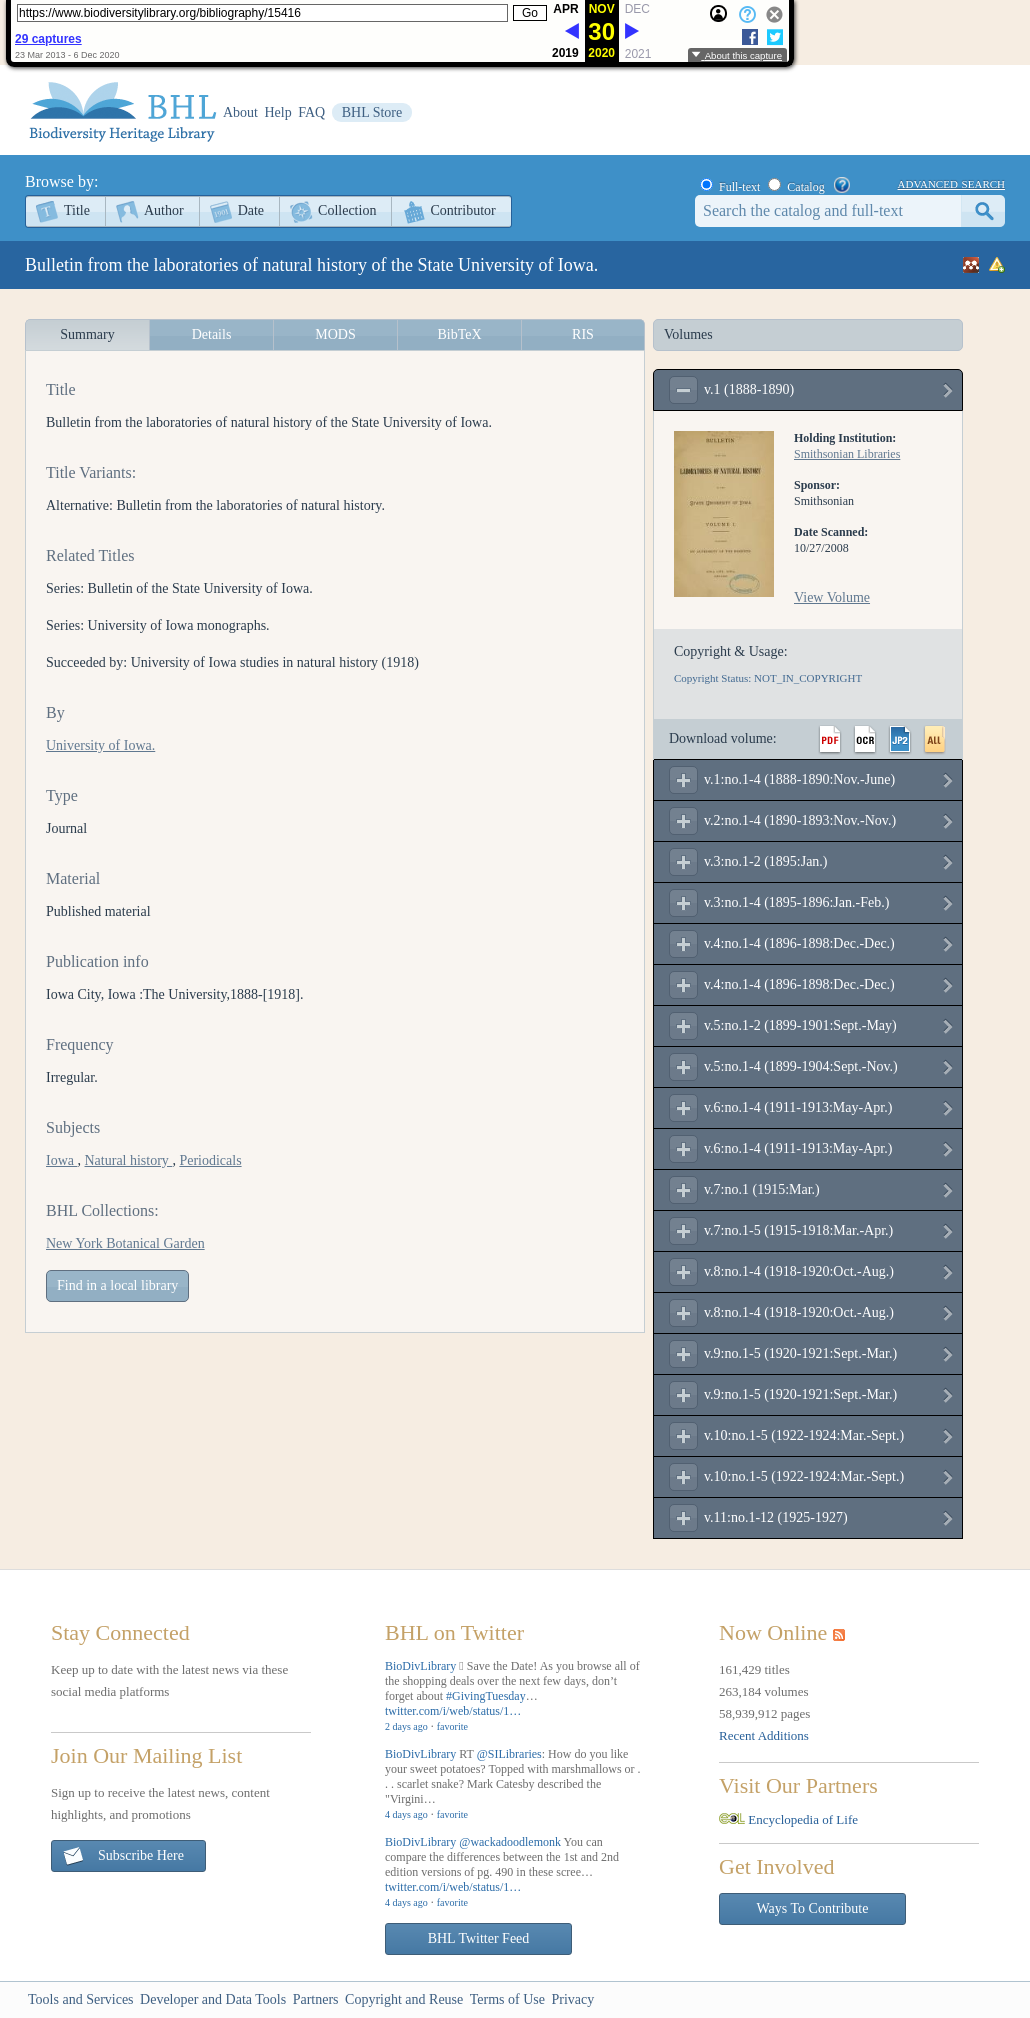 https://www.biodiversitylibrary.org/bibliography/15416
Go
APR NOV DEC
30
2019 2020 2021
29 captures
23 Mar 2013 - 6 Dec 2020
About this capture
BHL
Biodiversity Heritage Library
About Help FAQ BHL Store
Browse by:
Title Author Date Collection Contributor
Full-text Catalog ? ADVANCED SEARCH
Search the catalog and full-text
Bulletin from the laboratories of natural history of the State University of Iowa.
Summary Details MODS BibTeX RIS
Title
Bulletin from the laboratories of natural history of the State University of Iowa.
Title Variants:
Alternative: Bulletin from the laboratories of natural history.
Related Titles
Series: Bulletin of the State University of Iowa.
Series: University of Iowa monographs.
Succeeded by: University of Iowa studies in natural history (1918)
By
University of Iowa.
Type
Journal
Material
Published material
Publication info
Iowa City, Iowa :The University,1888-[1918].
Frequency
Irregular.
Subjects
Iowa , Natural history , Periodicals
BHL Collections:
New York Botanical Garden
Find in a local library
Volumes
v.1 (1888-1890)
BULLETIN
LABORATORIES OF NATURAL HISTORY
STATE UNIVERSITY OF IOWA
VOLUME I.
Holding Institution:
Smithsonian Libraries
Sponsor:
Smithsonian
Date Scanned:
10/27/2008
View Volume
Copyright & Usage:
Copyright Status: NOT_IN_COPYRIGHT
Download volume: PDF OCR JP2 ALL
v.1:no.1-4 (1888-1890:Nov.-June)
v.2:no.1-4 (1890-1893:Nov.-Nov.)
v.3:no.1-2 (1895:Jan.)
v.3:no.1-4 (1895-1896:Jan.-Feb.)
v.4:no.1-4 (1896-1898:Dec.-Dec.)
v.4:no.1-4 (1896-1898:Dec.-Dec.)
v.5:no.1-2 (1899-1901:Sept.-May)
v.5:no.1-4 (1899-1904:Sept.-Nov.)
v.6:no.1-4 (1911-1913:May-Apr.)
v.6:no.1-4 (1911-1913:May-Apr.)
v.7:no.1 (1915:Mar.)
v.7:no.1-5 (1915-1918:Mar.-Apr.)
v.8:no.1-4 (1918-1920:Oct.-Aug.)
v.8:no.1-4 (1918-1920:Oct.-Aug.)
v.9:no.1-5 (1920-1921:Sept.-Mar.)
v.9:no.1-5 (1920-1921:Sept.-Mar.)
v.10:no.1-5 (1922-1924:Mar.-Sept.)
v.10:no.1-5 (1922-1924:Mar.-Sept.)
v.11:no.1-12 (1925-1927)
Stay Connected
Keep up to date with the latest news via these
social media platforms
Join Our Mailing List
Sign up to receive the latest news, content
highlights, and promotions
Subscribe Here
BHL on Twitter
BioDivLibrary Save the Date! As you browse all of
the shopping deals over the next few days, don’t
forget about #GivingTuesday…
twitter.com/i/web/status/1…
2 days ago · favorite
BioDivLibrary RT @SILibraries: How do you like
your sweet potatoes? Topped with marshmallows or .
. . scarlet snake? Mark Catesby described the
"Virgini…
4 days ago · favorite
BioDivLibrary @wackadoodlemonk You can
compare the differences between the 1st and 2nd
edition versions of pg. 490 in these scree…
twitter.com/i/web/status/1…
4 days ago · favorite
BHL Twitter Feed
Now Online
161,429 titles
263,184 volumes
58,939,912 pages
Recent Additions
Visit Our Partners
EOL Encyclopedia of Life
Get Involved
Ways To Contribute
Tools and Services Developer and Data Tools Partners Copyright and Reuse Terms of Use Privacy